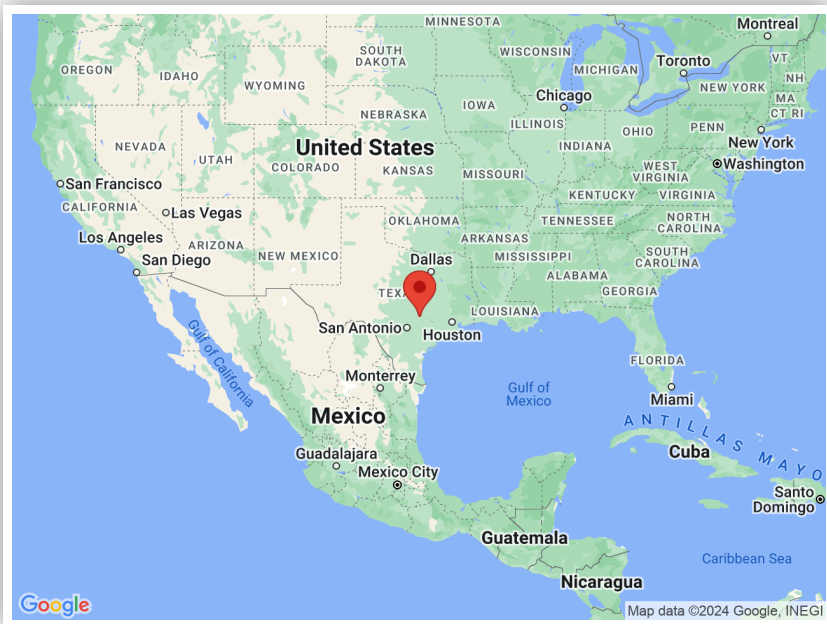 MINNESOTA
Montreal
OREGON
IDAHO
SOUTH
DAKOTA
WISCONSIN
MICHIGAN
Toronto
VT
NH
WYOMING
NEW YORK
MA
CT RI
Chicago
IOWA
NEBRASKA
ILLINOIS
OHIO
PENN
New York
NEVADA
UTAH
United States
INDIANA
Washington
COLORADO
KANSAS
MISSOURI
WEST
VIRGINIA
San Francisco
KENTUCKY
VIRGINIA
CALIFORNIA
Las Vegas
OKLAHOMA
TENNESSEE
NORTH
CAROLINA
Los Angeles
ARIZONA
NEW MEXICO
ARKANSAS
San Diego
Dallas
MISSISSIPPI
SOUTH
CAROLINA
ALABAMA
GEORGIA
TEXA
LOUISIANA
San Antonio
Houston
Gulf of California
FLORIDA
Monterrey
Gulf of
Mexico
Miami
Mexico
ANTILLAS MAYO
Guadalajara
Mexico City
Cuba
Santo
Domingo
Guatemala
Caribbean Sea
Nicaragua
Google
Map data ©2024 Google, INEGI